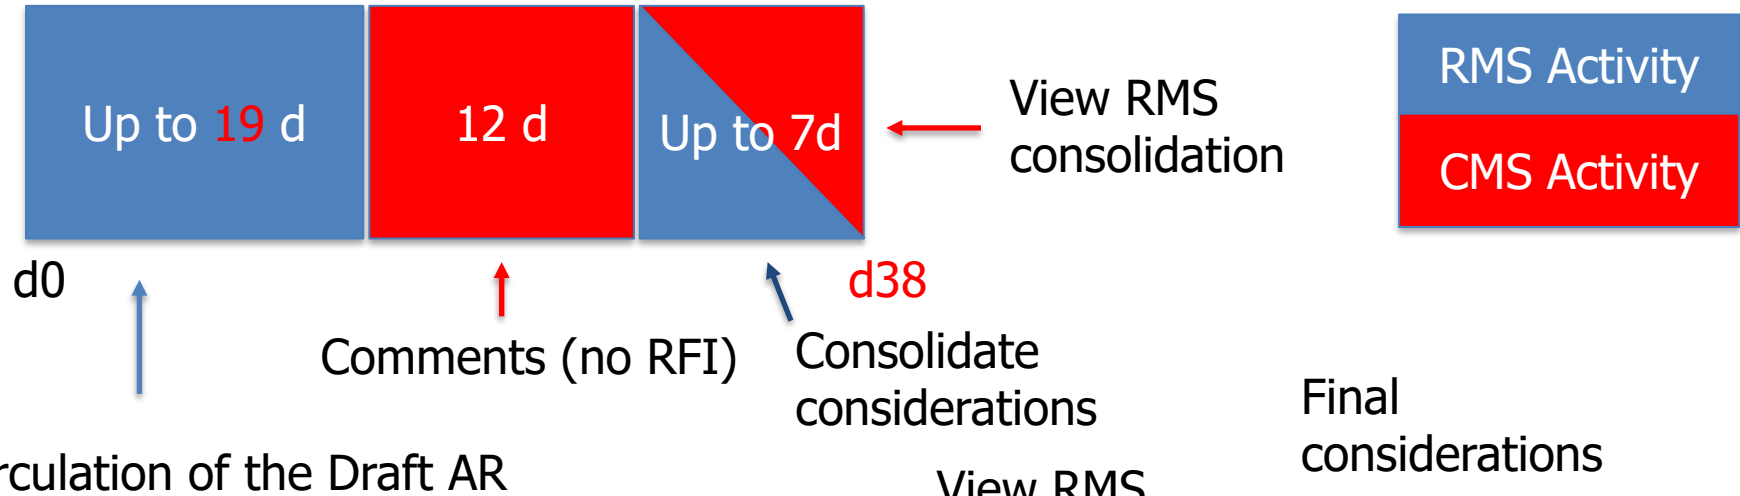 Up to 19 d
12 d
Up to 7d
View RMS
consolidation
RMS Activity
CMS Activity
d0
d38
Comments (no RFI)
Consolidate
considerations
Final
considerations
rculation of the Draft AR
View RMS